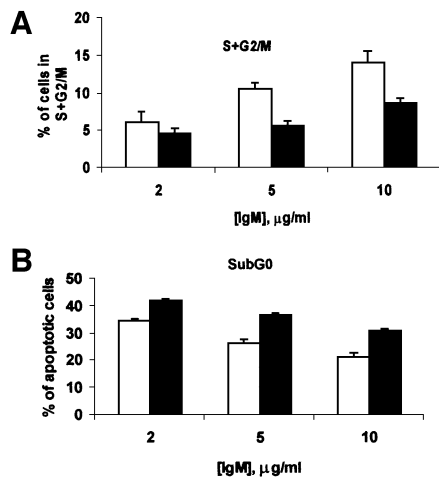 A
S+G2/M
% of cells in
S+G2/M
20
15
10
5
0
2 5 10
[IgM], µg/ml
B
SubG0
% of apoptotic cells
50
40
30
20
10
0
2 5 10
[IgM], µg/ml